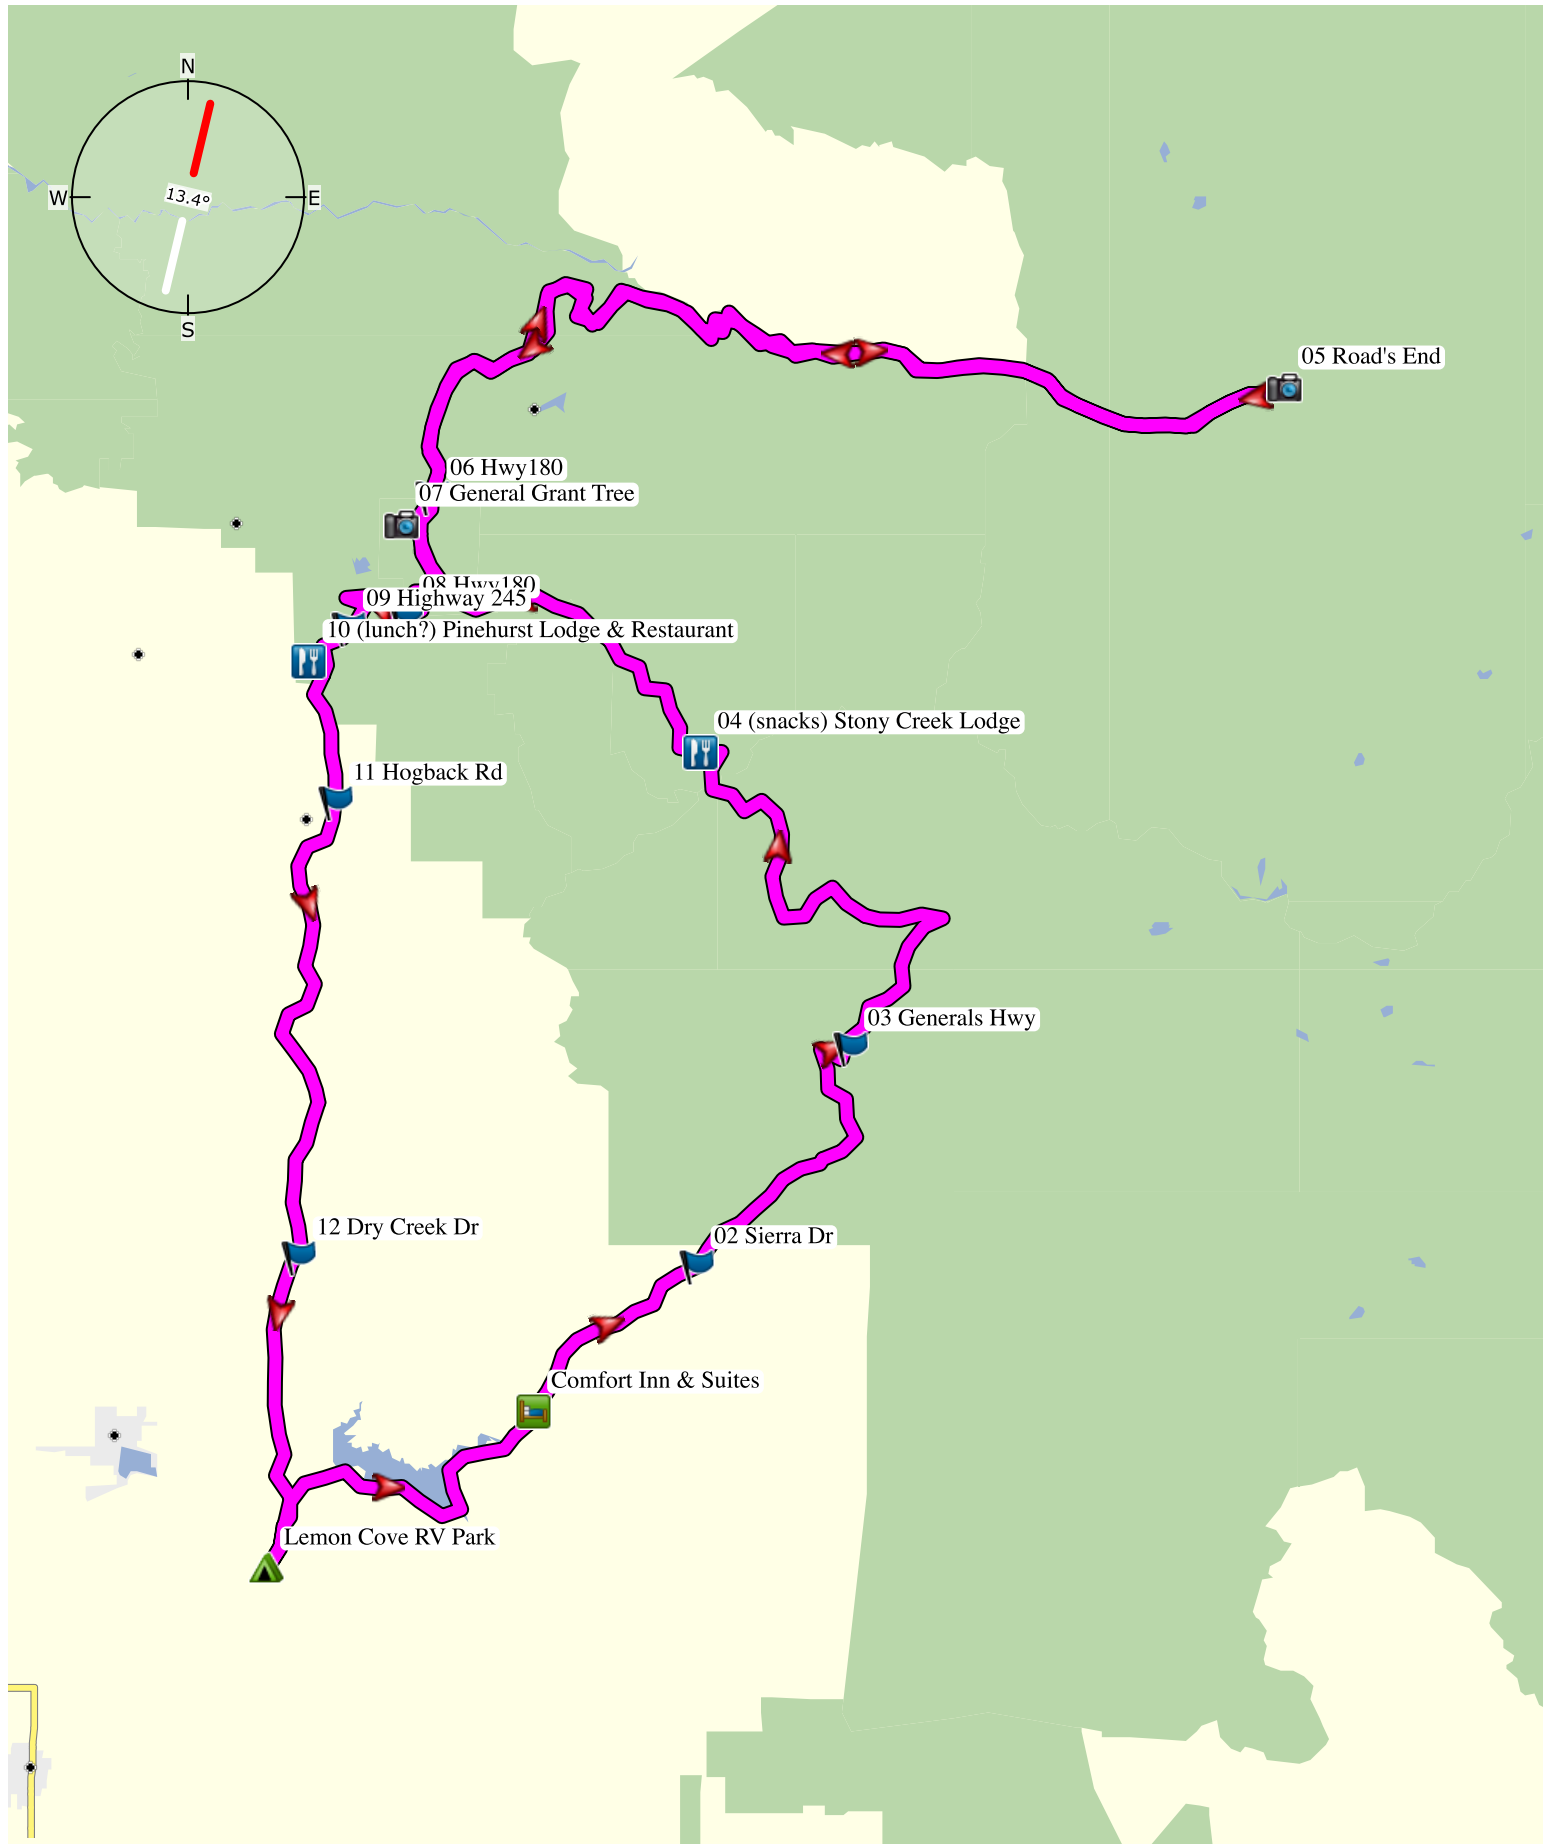 N
W
13.4°
E
S
05 Road's End
06 Hwy180
07 General Grant Tree
08 Hwy180
09 Highway 245
10 (lunch?) Pinehurst Lodge & Restaurant
04 (snacks) Stony Creek Lodge
11 Hogback Rd
03 Generals Hwy
12 Dry Creek Dr
02 Sierra Dr
Comfort Inn & Suites
Lemon Cove RV Park